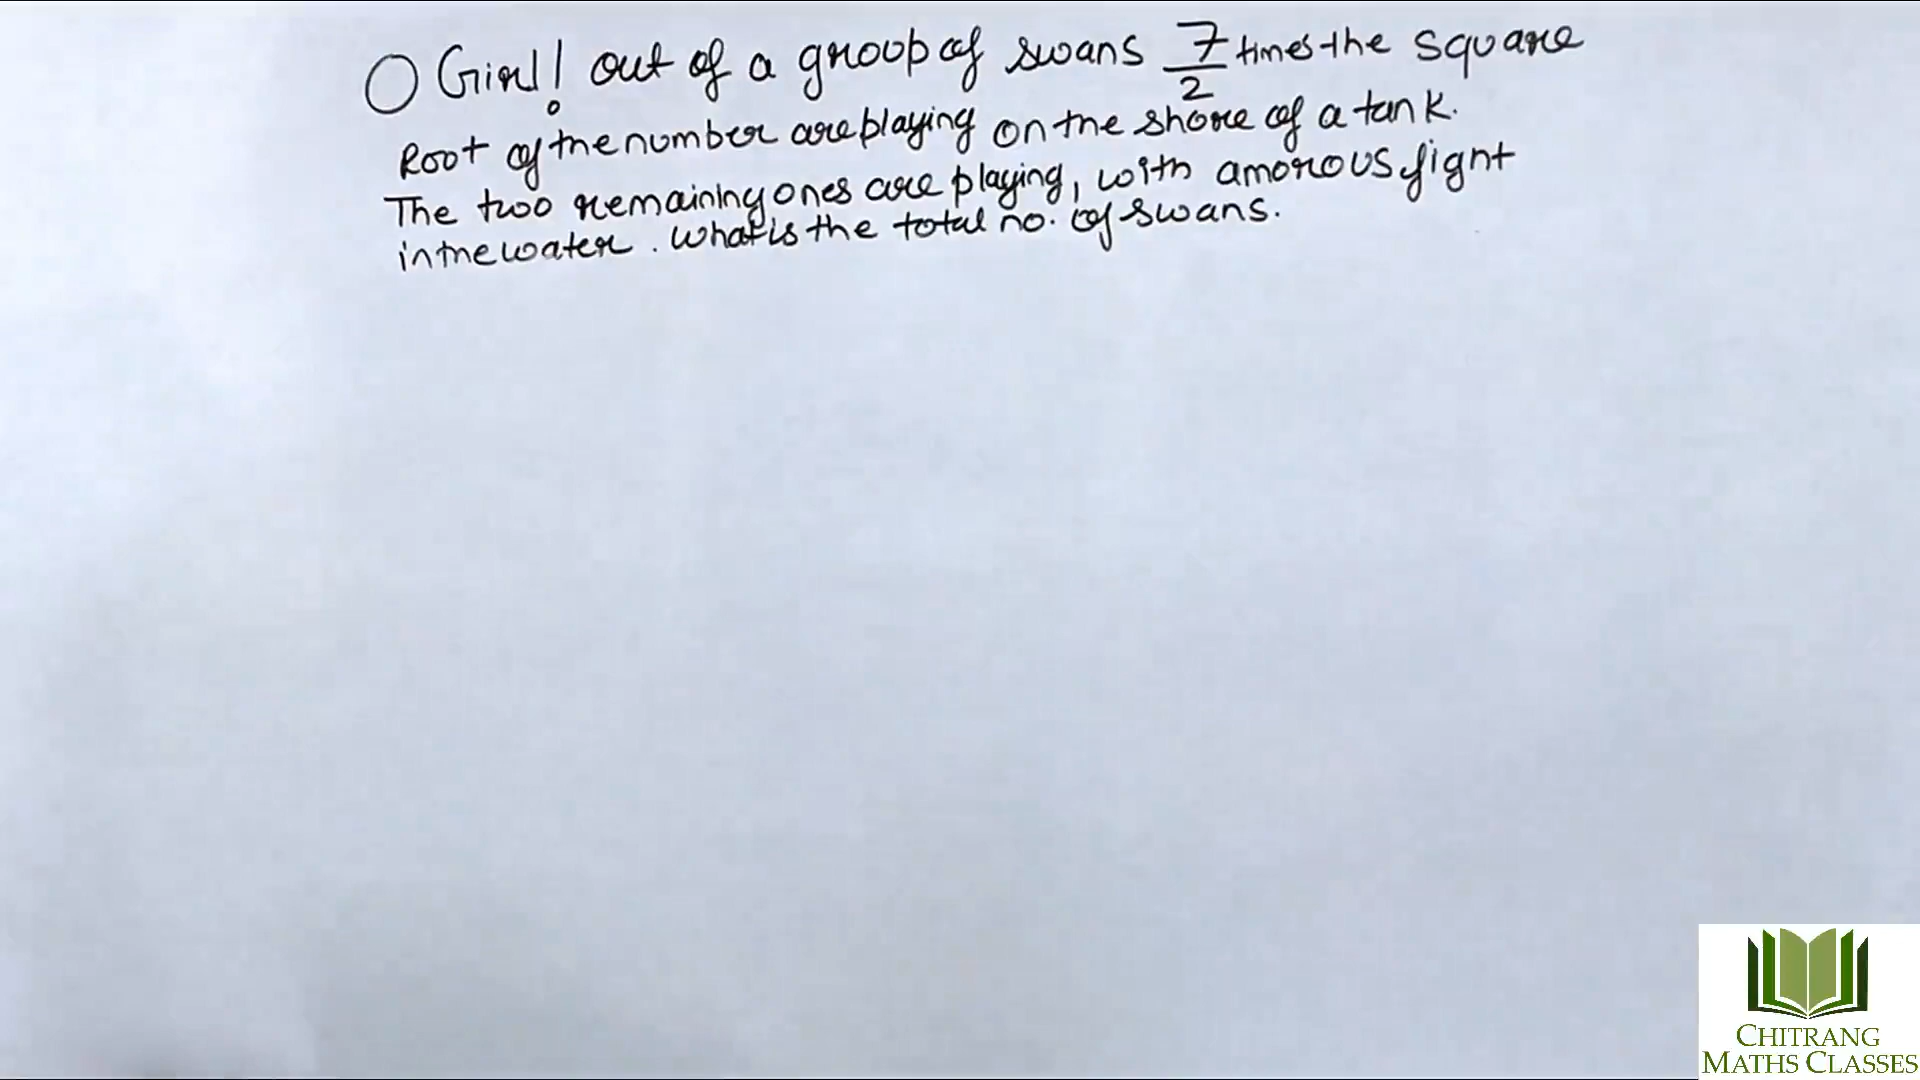 O Girl! out of a group of swans 7/2 times the square
Root of the number are playing on the shore of a tank.
The two remaining ones are playing, with amorous fight
in the water. What is the total no. of swans.
CHITRANG
MATHS CLASSES